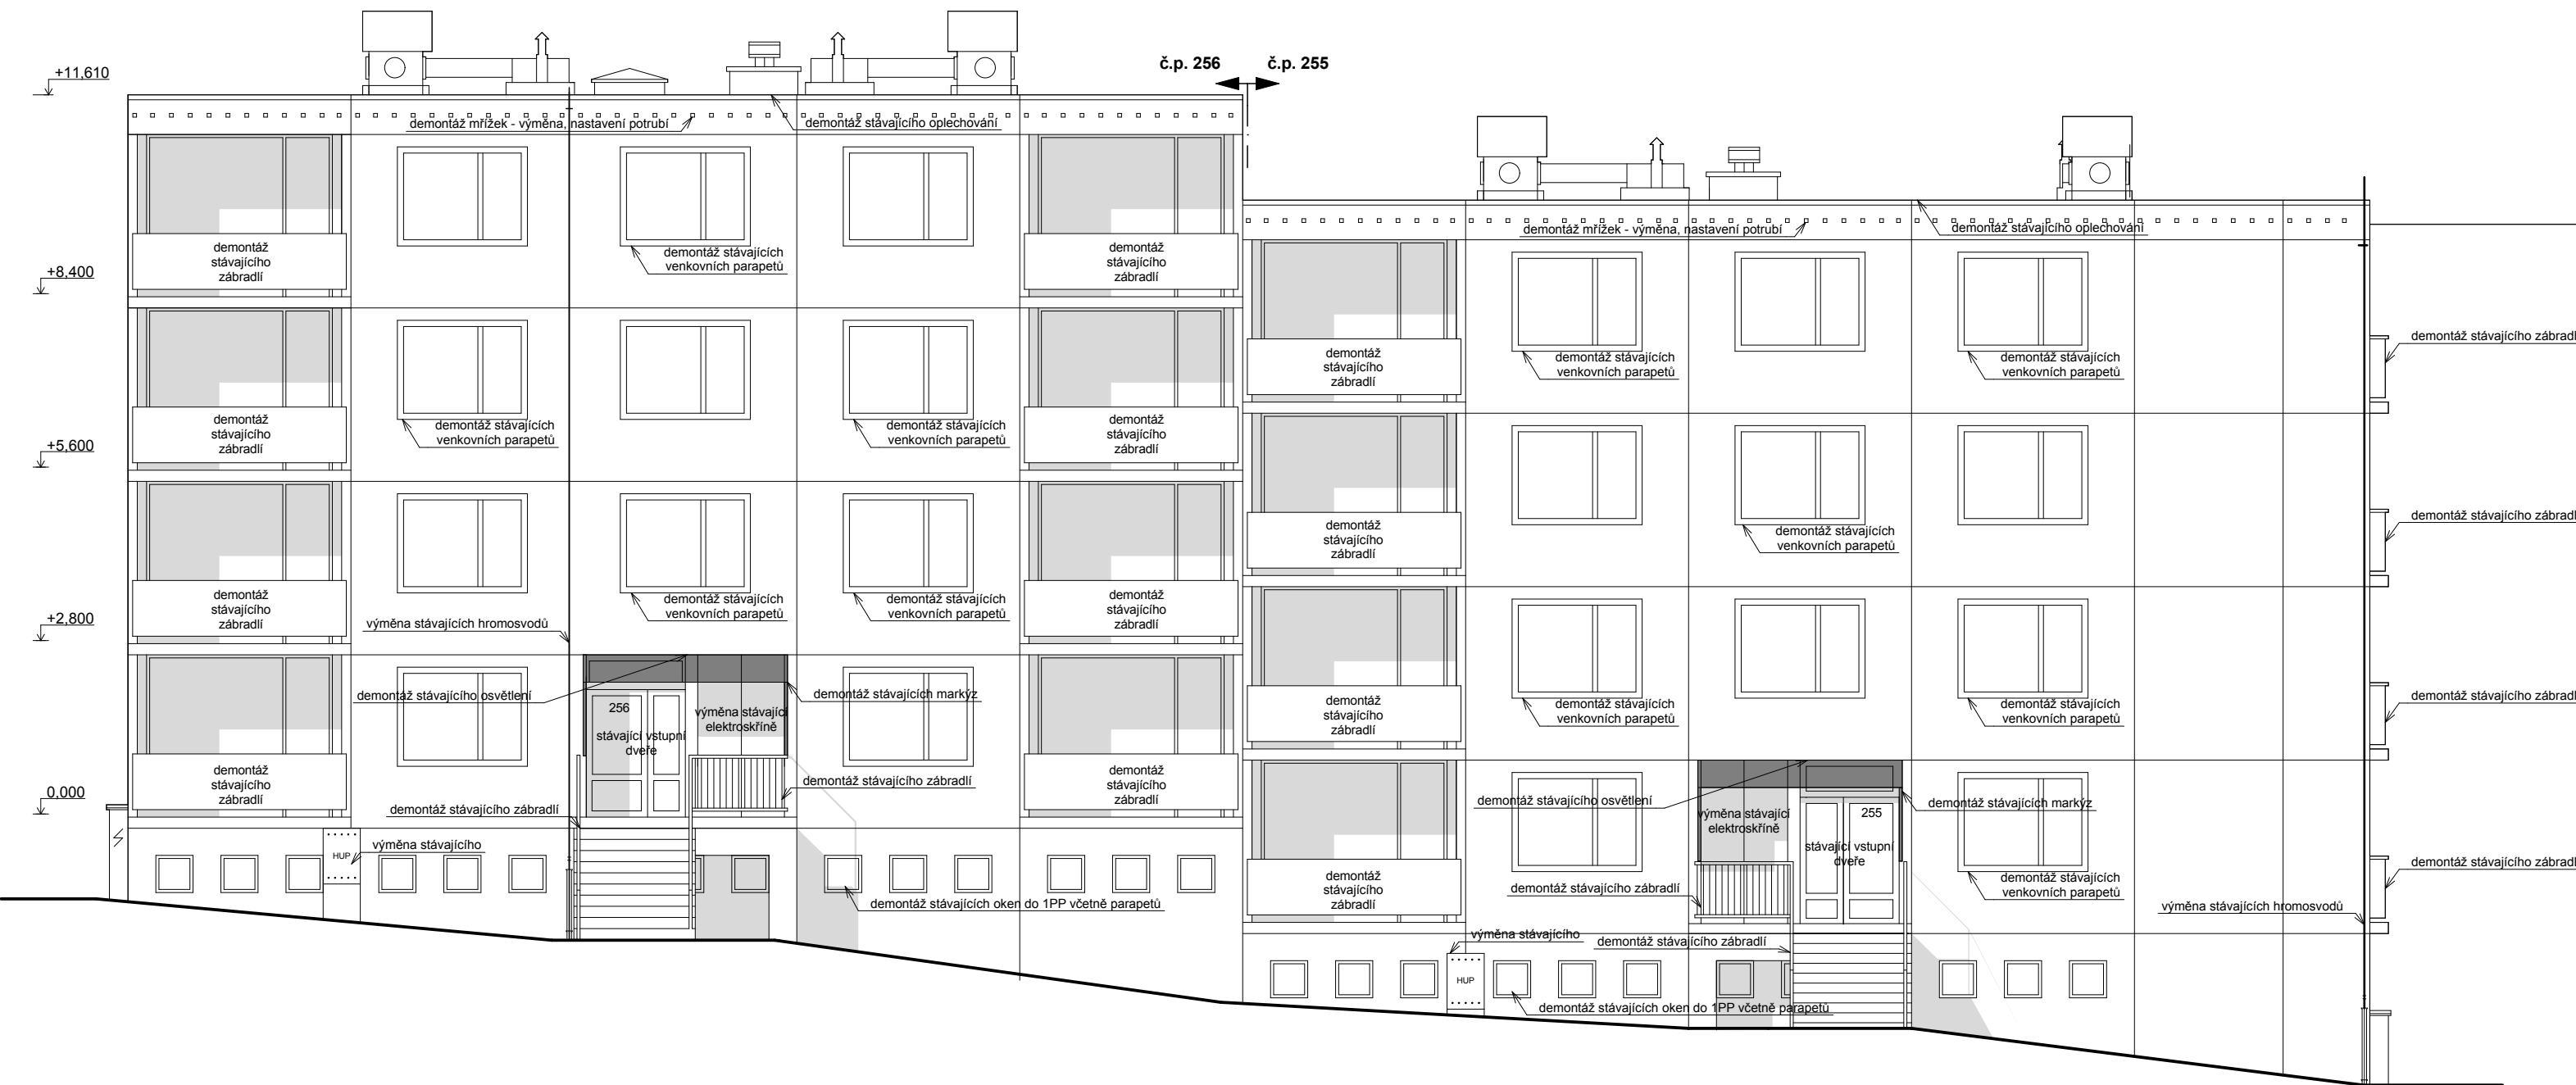 č.p. 256
č.p. 255
+11,610
demontáž mřížek - výměna, nastavení potrubí
demontáž stávajícího oplechování
demontáž mřížek - výměna, nastavení potrubí
demontáž stávajícího oplechování
demontáž
stávajícího
zábradlí
demontáž stávajících
venkovních parapetů
demontáž
stávajícího
zábradlí
+8,400
demontáž
stávajícího
zábradlí
demontáž stávajících
venkovních parapetů
demontáž stávajících
venkovních parapetů
demontáž stávajícího zábradl
demontáž
stávajícího
zábradlí
demontáž stávajících
venkovních parapetů
demontáž stávajících
venkovních parapetů
demontáž
stávajícího
zábradlí
+5,600
demontáž
stávajícího
zábradlí
demontáž stávajících
venkovních parapetů
demontáž stávajícího zábradl
demontáž
stávajícího
zábradlí
demontáž stávajících
venkovních parapetů
demontáž stávajících
venkovních parapetů
demontáž
stávajícího
zábradlí
+2,800
výměna stávajících hromosvodů
demontáž
stávajícího
zábradlí
demontáž stávajících
venkovních parapetů
demontáž stávajících
venkovních parapetů
demontáž stávajícího zábradl
demontáž stávajícího osvětlení
256
stávající vstupní
dveře
výměna stávající
elektroskříně
demontáž stávajících markýz
demontáž
stávajícího
zábradlí
demontáž stávajícího zábradlí
demontáž
stávajícího
zábradlí
0,000
demontáž stávajícího zábradlí
HUP
výměna stávajícího
demontáž stávajících oken do 1PP včetně parapetů
demontáž stávajícího osvětlení
výměna stávající
elektroskříně
255
stávající vstupní
dveře
demontáž stávajících markýz
demontáž
stávajícího
zábradlí
demontáž stávajícího zábradlí
demontáž stávajících
venkovních parapetů
demontáž stávajícího zábradl
výměna stávajících hromosvodů
výměna stávajícího
demontáž stávajícího zábradlí
HUP
demontáž stávajících oken do 1PP včetně parapetů